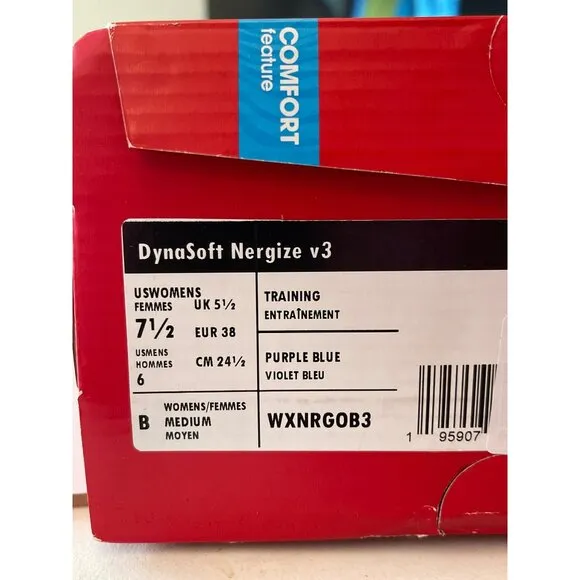 COMFORT
feature
DynaSoft Nergize v3
USWOMENS
FEMMES
UK 5½
7½
EUR 38
USMENS
HOMMES
CM 24½
6
TRAINING
ENTRAÎNEMENT
PURPLE BLUE
VIOLET BLEU
B
WOMENS/FEMMES
MEDIUM
MOYEN
WXNRGOB3
1 95907